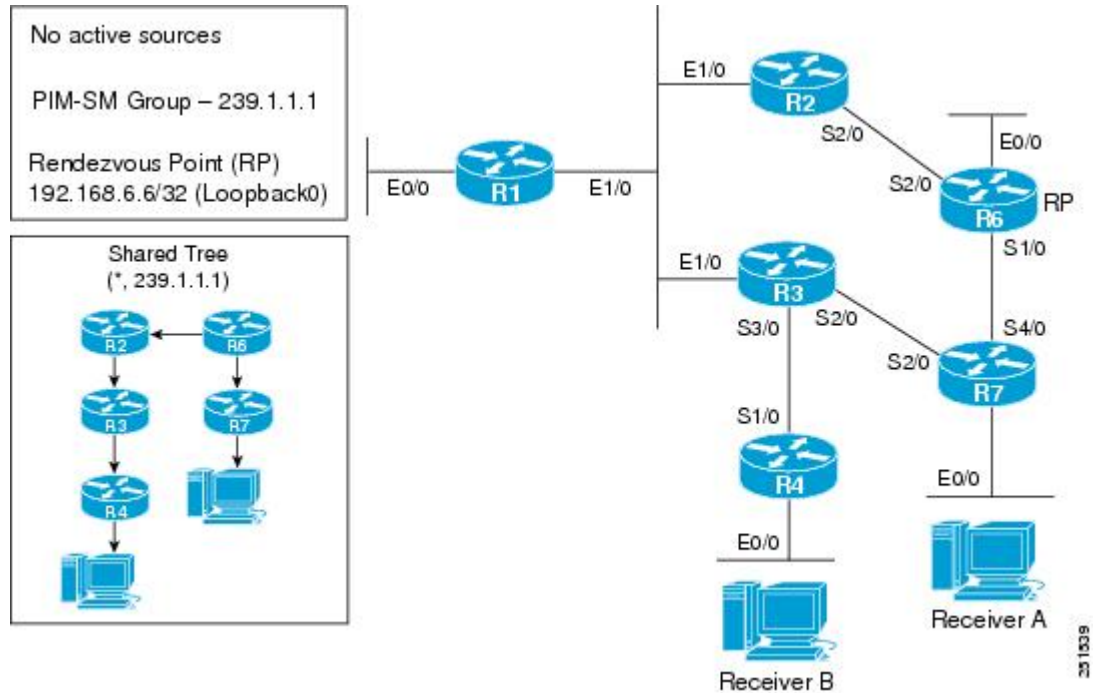 No active sources
PIM-SM Group – 239.1.1.1
Rendezvous Point (RP)
192.168.6.6/32 (Loopback0)
Shared Tree
(*, 239.1.1.1)
R2
R6
R3
R7
R4
E0/0
R1
E1/0
E1/0
R2
S2/0
E0/0
S2/0
R6
RP
S1/0
E1/0
R3
S3/0
S2/0
S4/0
S2/0
R7
S1/0
R4
E0/0
E0/0
Receiver A
Receiver B
251539